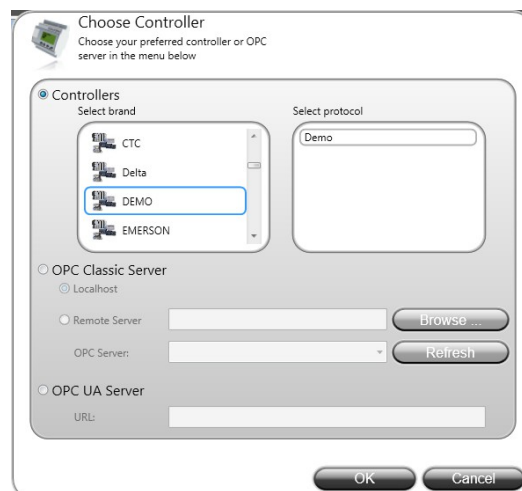 Choose Controller
Choose your preferred controller or OPC
server in the menu below
Controllers
Select brand
Select protocol
CTC
Delta
DEMO
EMERSON
Demo
OPC Classic Server
Localhost
Remote Server
Browse ...
OPC Server:
Refresh
OPC UA Server
URL:
OK
Cancel